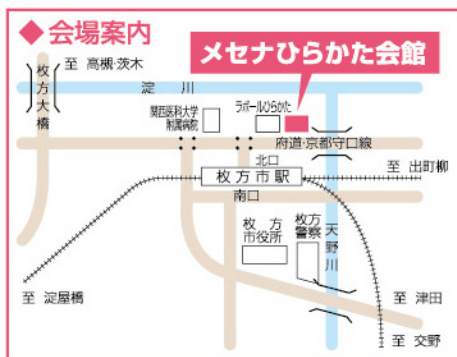 ◆会場案内
メセナひらかた会館
至 高槻・茨木
枚方大橋
淀川
関西医科大学
附属病院
ラポールひらかた
府道・京都守口線
北口
枚方市駅
南口
至 出町柳
枚方
市役所
枚方
警察
天野川
至 淀屋橋
至 津田
至 交野